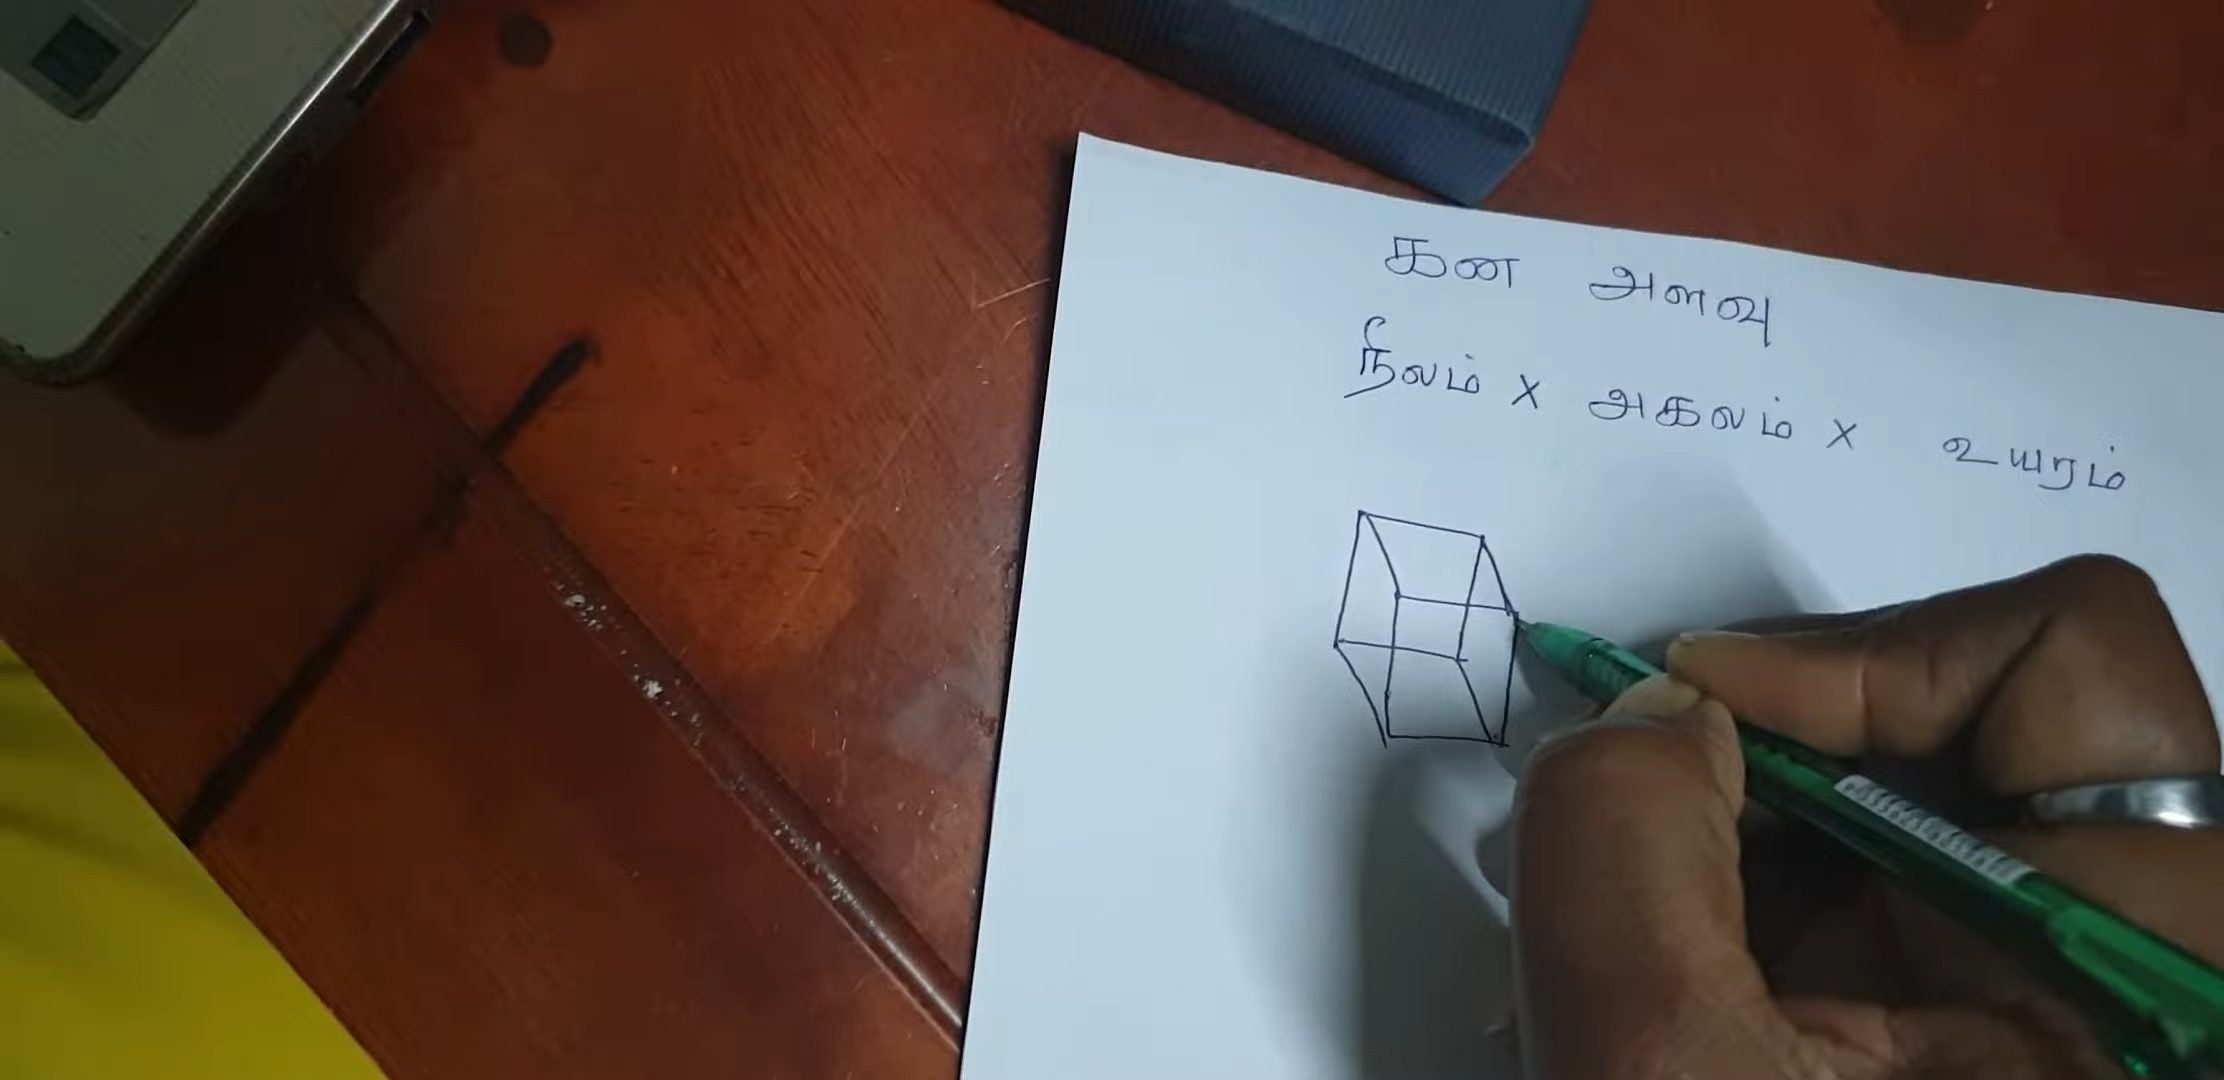 கன அளவு
நீலம் x அகலம் x உயரம்